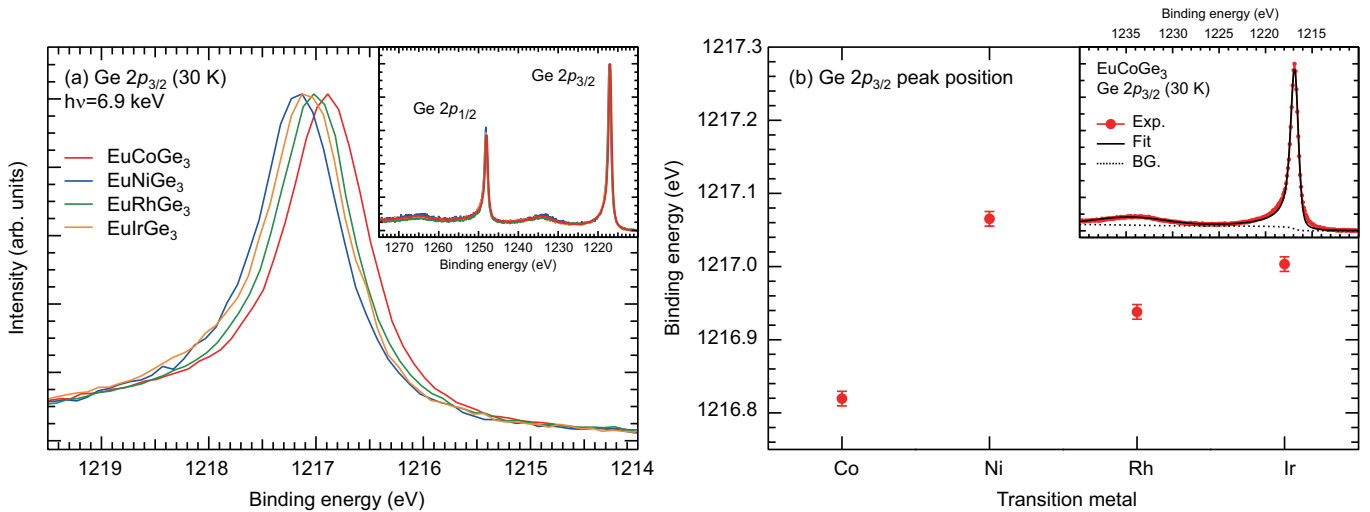 (a) Ge 2p3/2 (30 K)
hν=6.9 keV
EuCoGe3
EuNiGe3
EuRhGe3
EuIrGe3
Ge 2p1/2
Ge 2p3/2
1270 1260 1250 1240 1230 1220
Binding energy (eV)
Intensity (arb. units)
1219 1218 1217 1216 1215 1214
Binding energy (eV)
(b) Ge 2p3/2 peak position
Binding energy (eV)
1235 1230 1225 1220 1215
EuCoGe3
Ge 2p3/2 (30 K)
Exp.
Fit
BG.
1217.3
1217.2
1217.1
1217.0
1216.9
1216.8
Binding energy (eV)
Co Ni Rh Ir
Transition metal